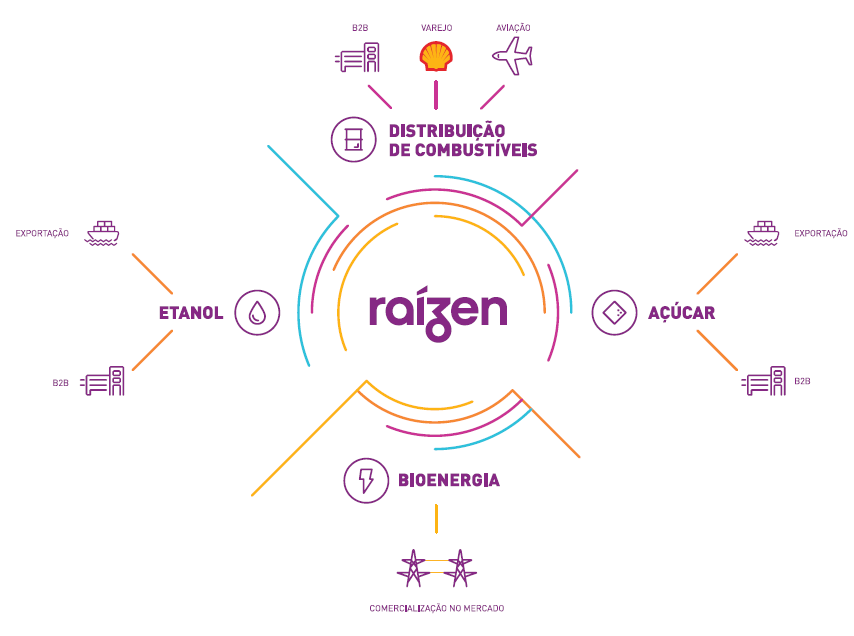 B2B
VAREJO
AVIAÇÃO
DISTRIBUIÇÃO
DE COMBUSTÍVEIS
EXPORTAÇÃO
EXPORTAÇÃO
ETANOL
raízen
AÇÚCAR
B2B
B2B
BIOENERGIA
COMERCIALIZAÇÃO NO MERCADO